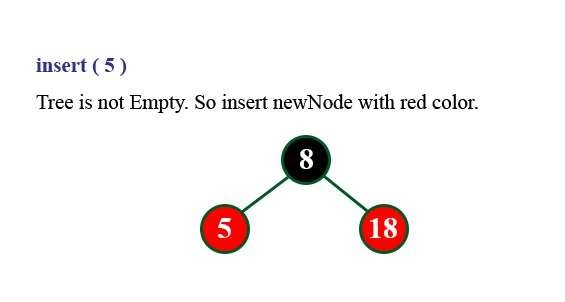 insert ( 5 )
Tree is not Empty. So insert newNode with red color.
8
5 18